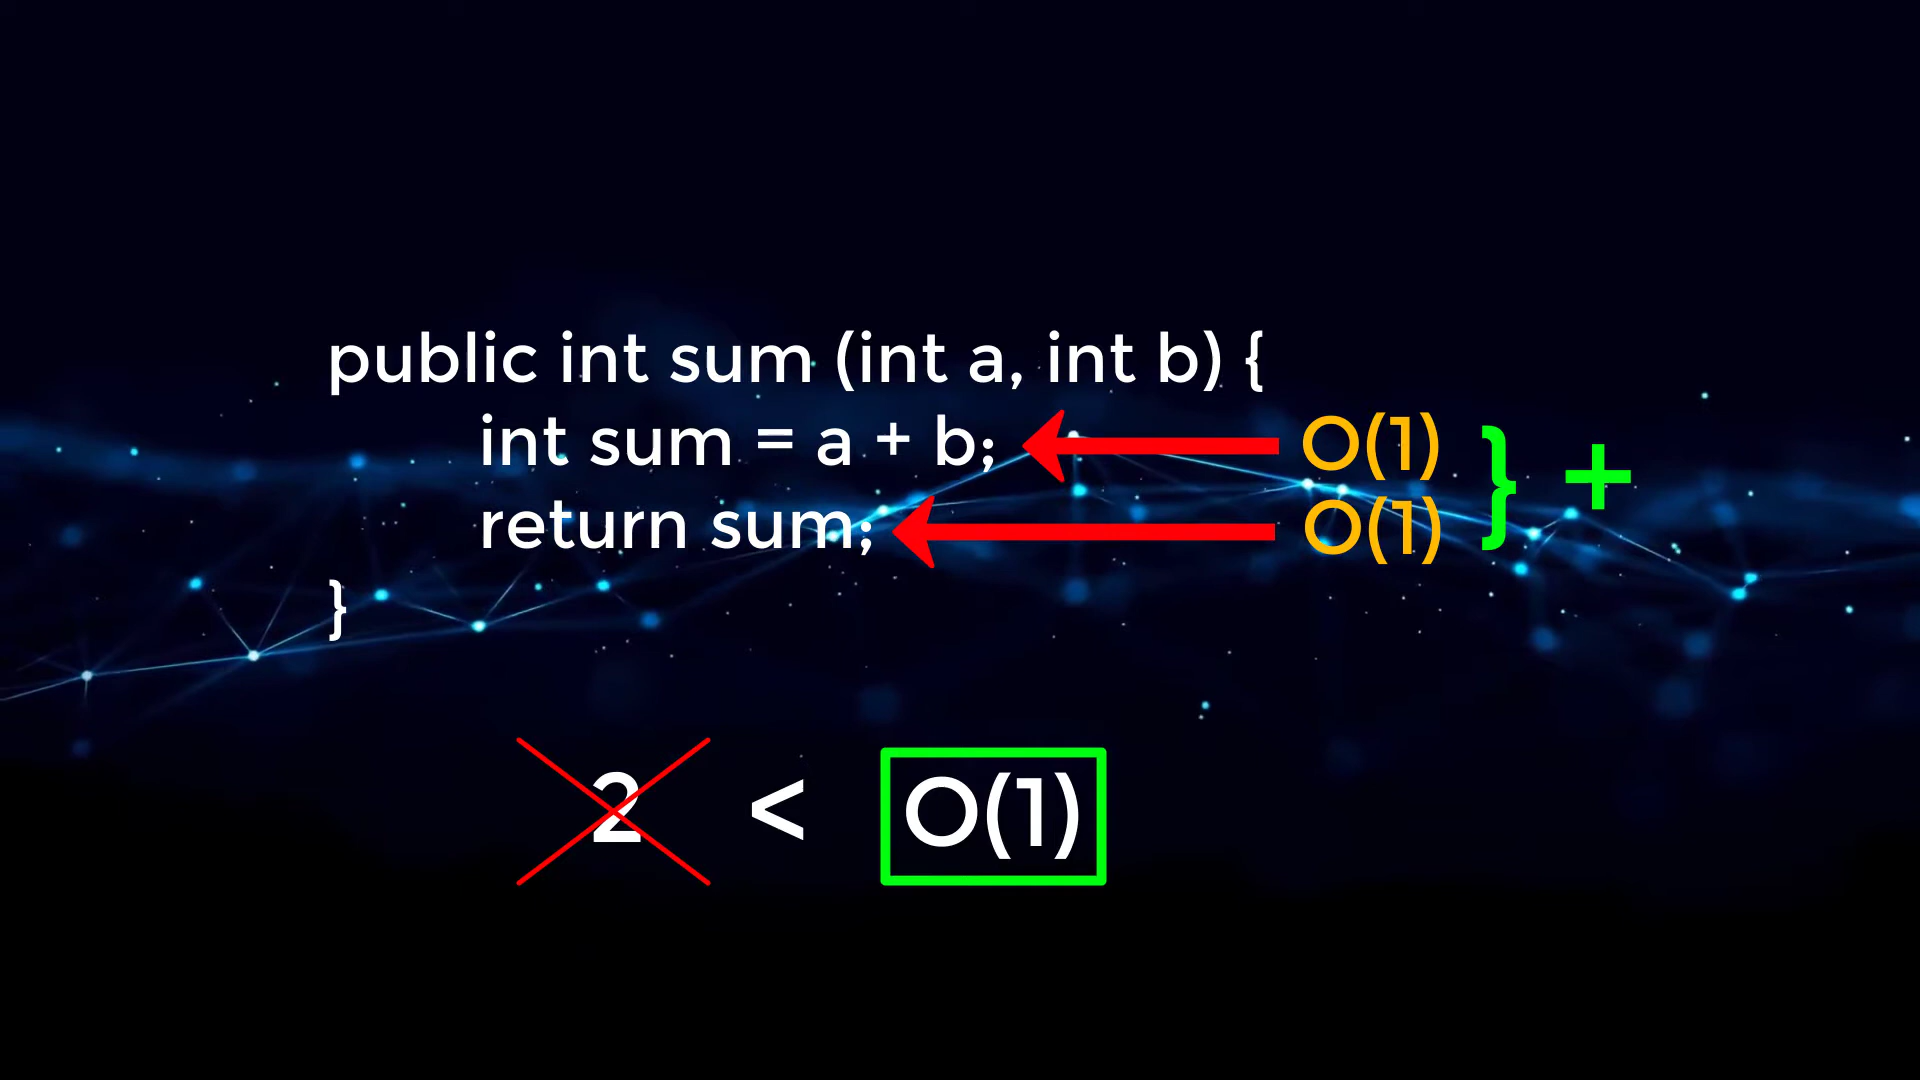 public int sum (int a, int b) {
int sum = a + b; O(1) } +
return sum; O(1)
}
2 < O(1)